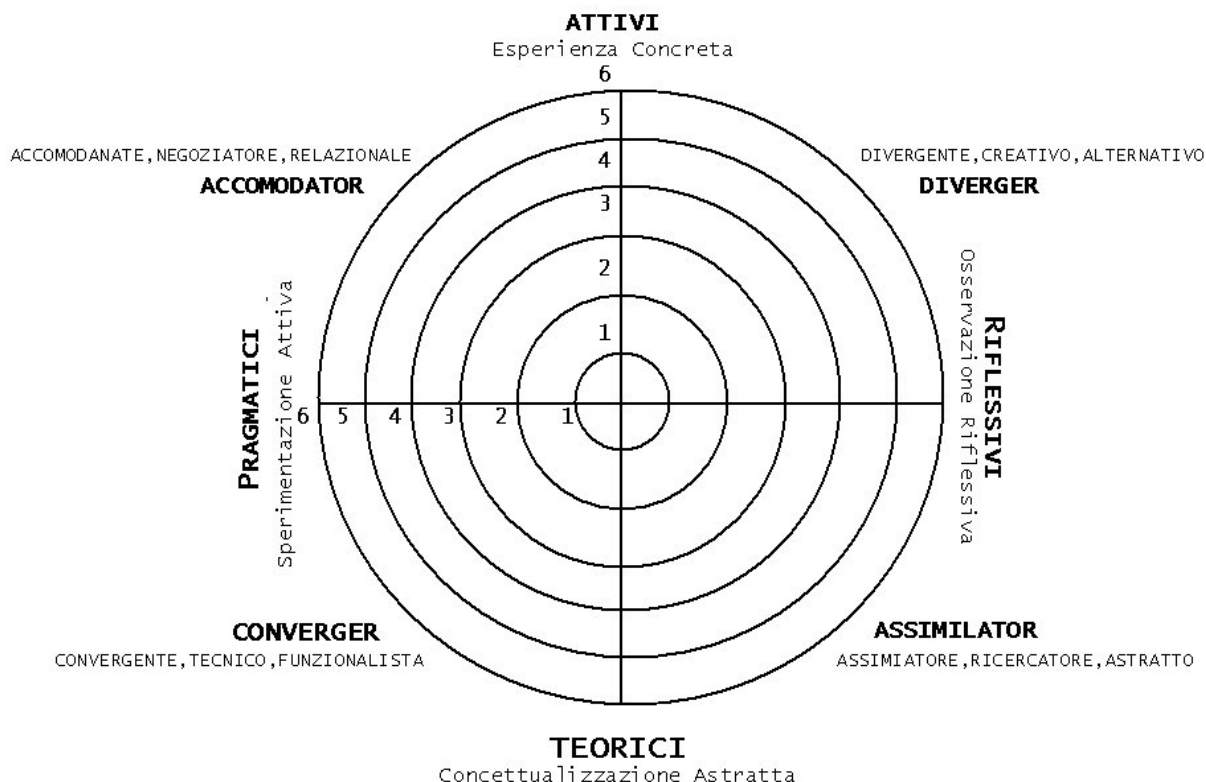 ATTIVI
Esperienza Concreta
6
5
4
3
2
1
ACCOMODANATE,NEGOZIATORE,RELAZIONALE
ACCOMODATOR
DIVERGENTE,CREATIVO,ALTERNATIVO
DIVERGER
PRAGMATICI
Sperimentazione Attiva
6 5 4 3 2 1
RIFLESSIVI
Osservazione Riflessiva
CONVERGER
CONVERGENTE,TECNICO,FUNZIONALISTA
ASSIMILATOR
ASSIMIATORE,RICERCATORE,ASTRATTO
TEORICI
Concettualizzazione Astratta